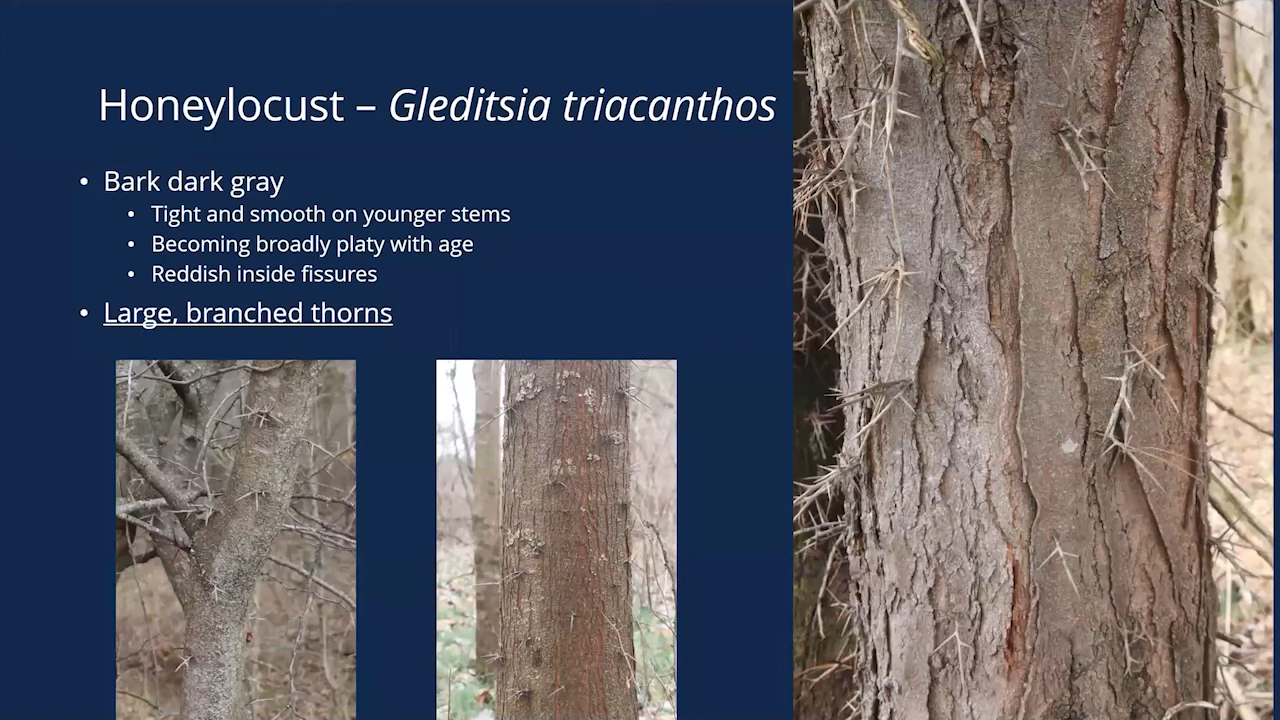 Honeylocust – Gleditsia triacanthos
• Bark dark gray
• Tight and smooth on younger stems
• Becoming broadly platy with age
• Reddish inside fissures
• Large, branched thorns